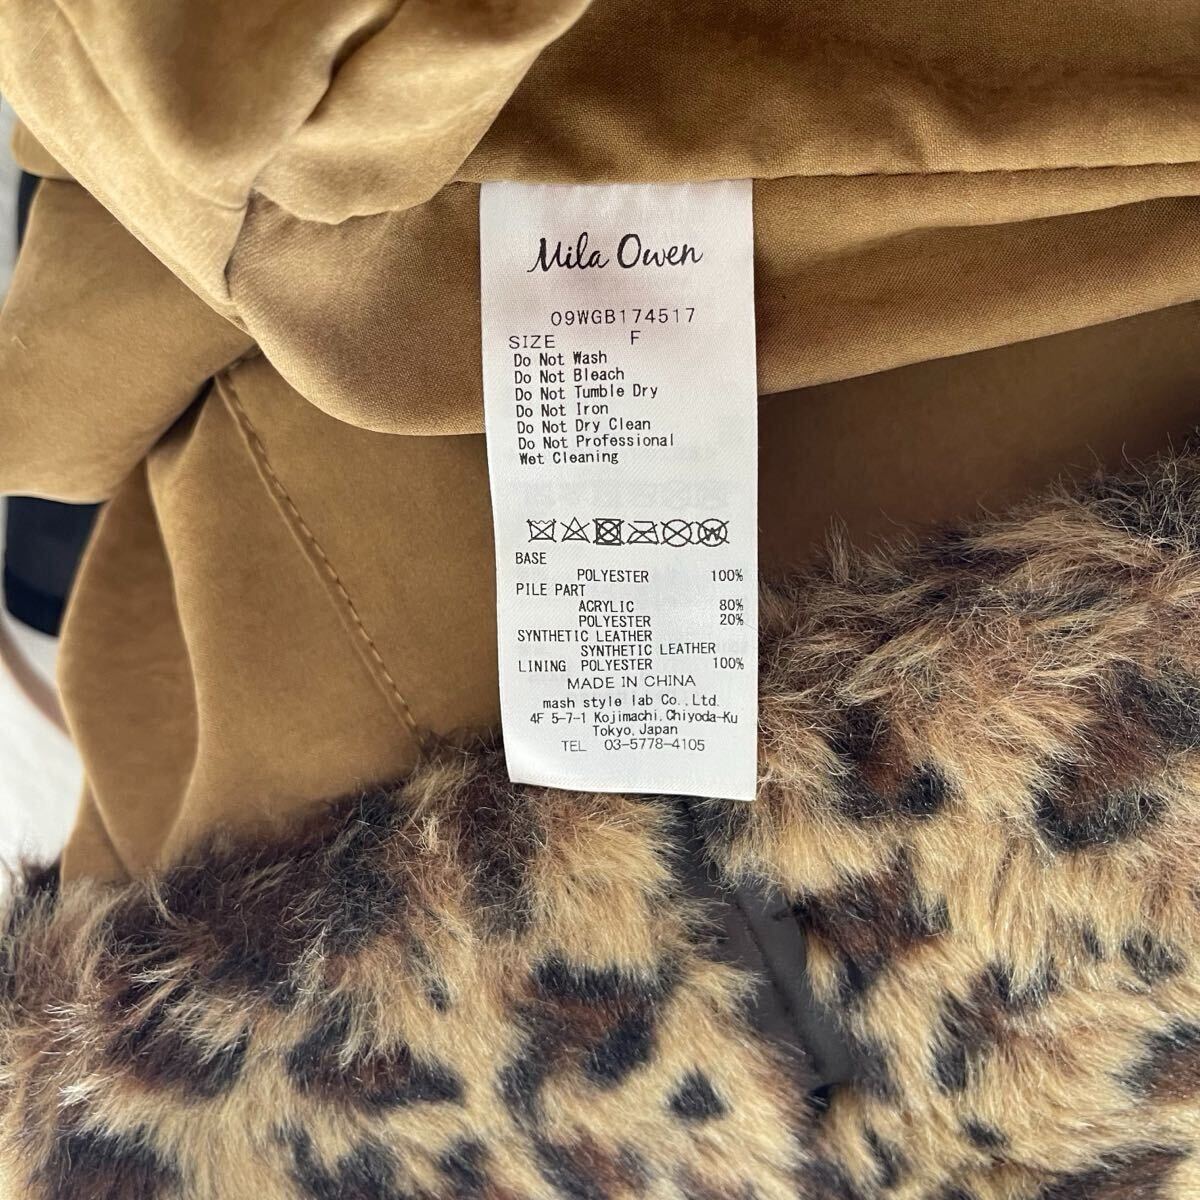 Mila Owen
09WGB174517
SIZE F
Do Not Wash
Do Not Bleach
Do Not Tumble Dry
Do Not Iron
Do Not Dry Clean
Do Not Professional
Wet Cleaning
W
BASE
POLYESTER 100%
PILE PART
ACRYLIC 80%
POLYESTER 20%
SYNTHETIC LEATHER
SYNTHETIC LEATHER
LINING POLYESTER 100%
MADE IN CHINA
mash style lab Co.,Ltd.
4F 5-7-1 Kojimachi,Chiyoda-Ku
Tokyo,Japan
TEL 03-5778-4105